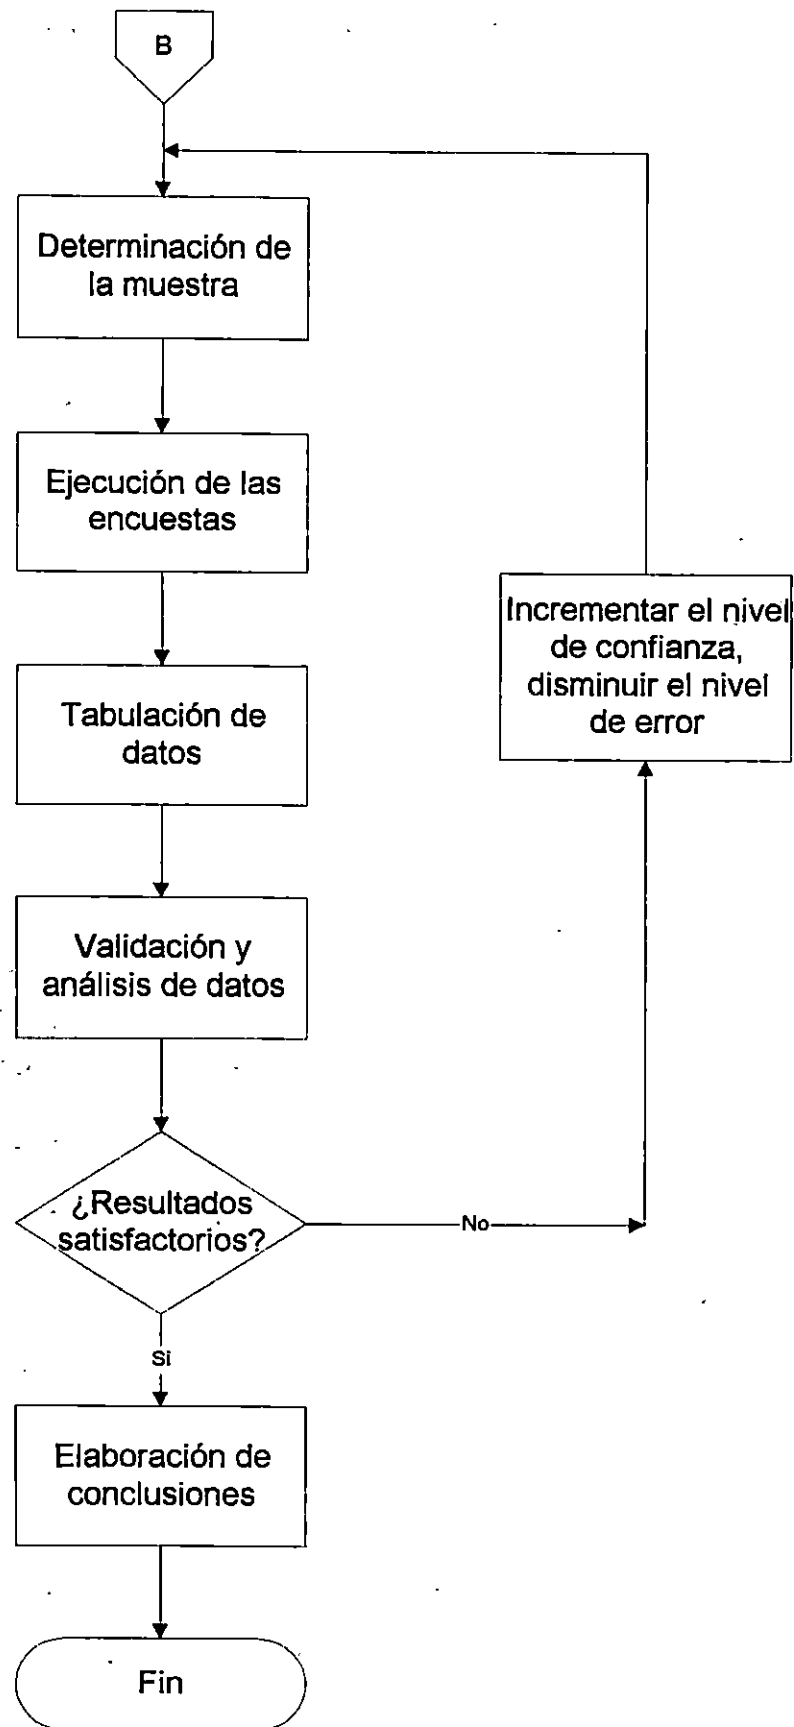 B
Determinación de
la muestra
Ejecución de las
encuestas
Tabulación de
datos
Validación y
análisis de datos
¿Resultados
satisfactorios?
No
Incrementar el nivel
de confianza,
disminuir el nivel
de error
Si
Elaboración de
conclusiones
Fin